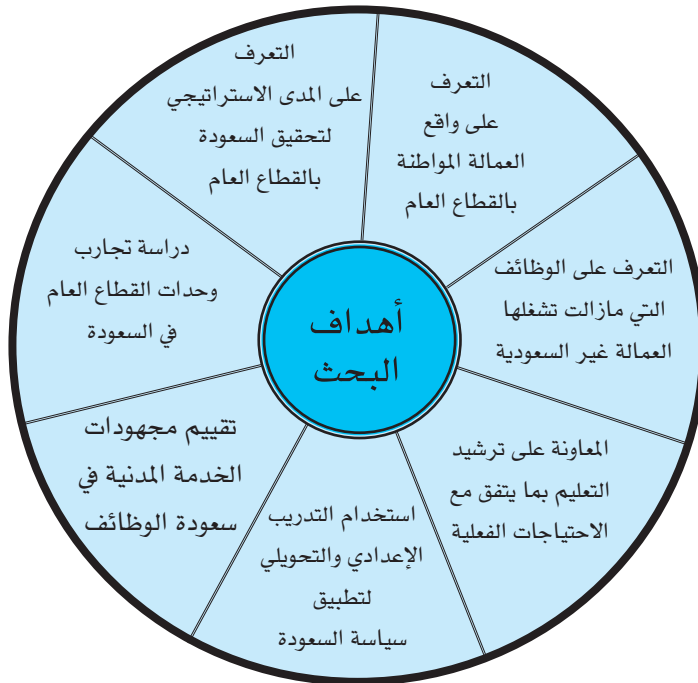 أهداف
البحث
التعرف
على واقع
العمالة المواطنة
بالقطاع العام
التعرف على الوظائف
التي مازالت تشغلها
العمالة غير السعودية
المعاونة على ترشيد
التعليم بما يتفق مع
الاحتياجات الفعلية
استخدام التدريب
الإعدادي والتحويلي
لتطبيق
سياسة السعودة
تقييم مجهودات
الخدمة المدنية في
سعودة الوظائف
دراسة تجارب
وحدات القطاع العام
في السعودة
التعرف
على المدى الاستراتيجي
لتحقيق السعودة
بالقطاع العام